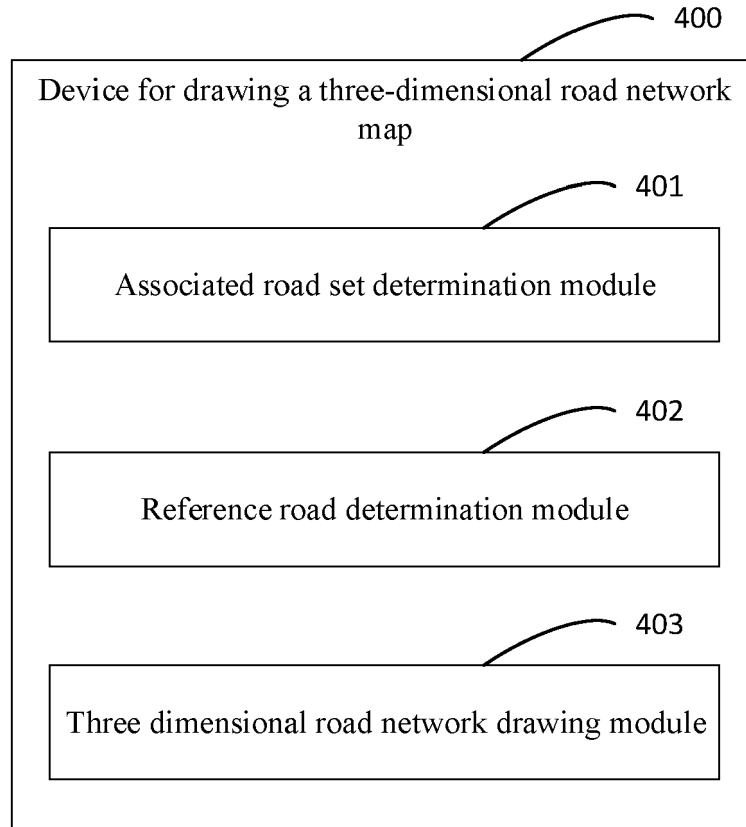 400
Device for drawing a three-dimensional road network
map
401
Associated road set determination module
402
Reference road determination module
403
Three dimensional road network drawing module